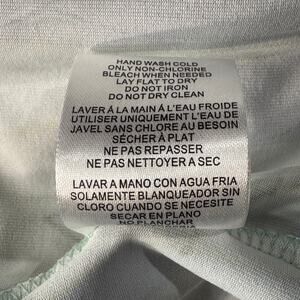 HAND WASH COLD
ONLY NON-CHLORINE
BLEACH WHEN NEEDED
LAY FLAT TO DRY
DO NOT IRON
DO NOT DRY CLEAN
LAVER Á LA MAIN Á L'EAU FROIDE
UTILISER UNIQUEMENT L'EAU DE
JAVEL SANS CHLORE AU BESOIN
SÉCHER À PLAT
NE PAS REPASSER
NE PAS NETTOYER A SEC
LAVAR A MANO CON AGUA FRIA
SOLAMENTE BLANQUEADOR SIN
CLORO CUANDO SE NECESITE
SECAR EN PLANO
NO PLANCHAR